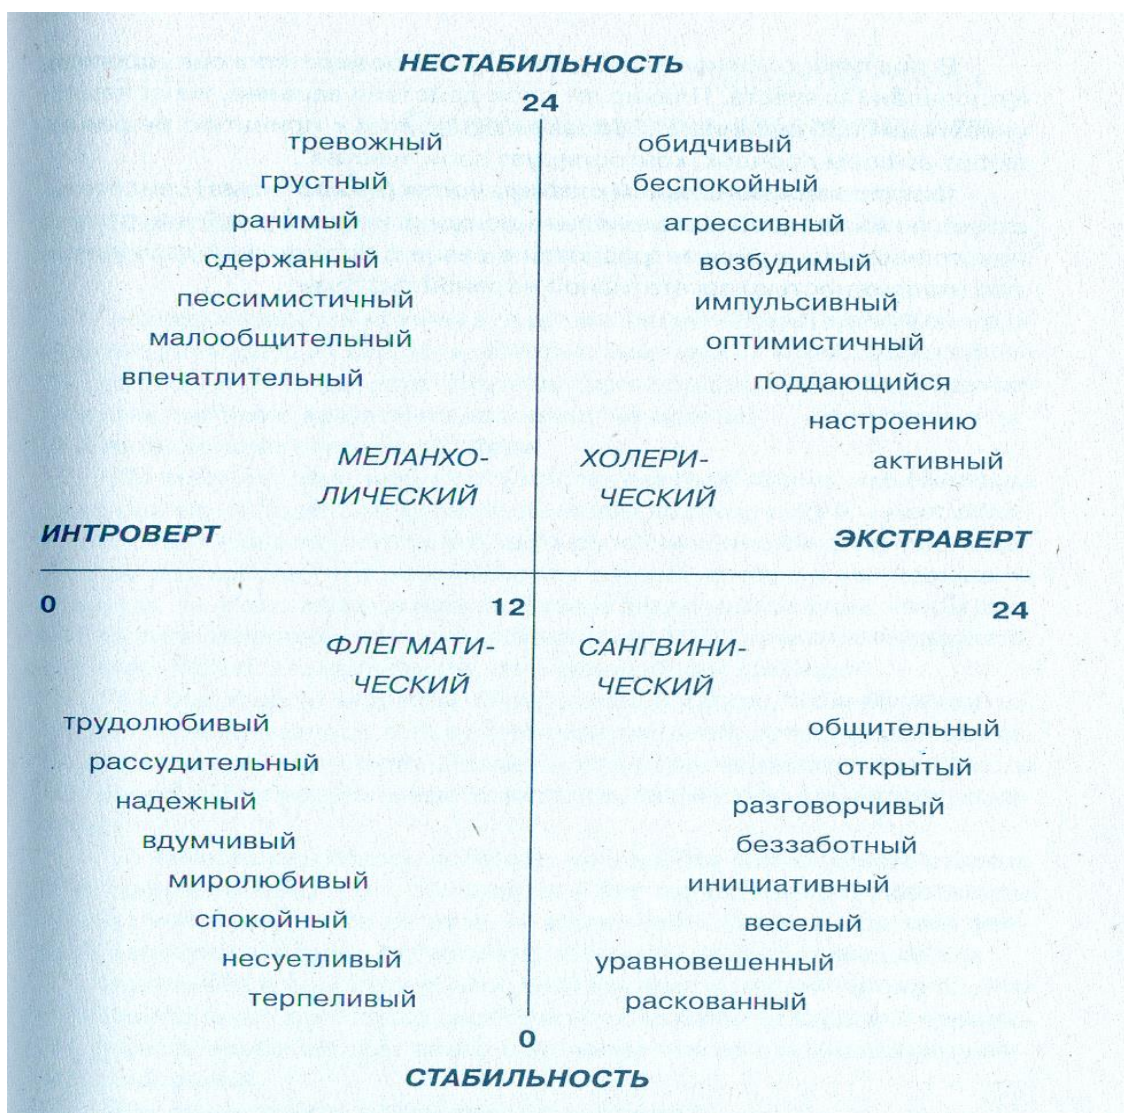 НЕСТАБИЛЬНОСТЬ
24
тревожный
грустный
ранимый
сдержанный
пессимистичный
малообщительный
впечатлительный
обидчивый
беспокойный
агрессивный
возбудимый
импульсивный
оптимистичный
поддающийся
настроению
активный
МЕЛАНХО-
ЛИЧЕСКИЙ
ХОЛЕРИ-
ЧЕСКИЙ
ИНТРОВЕРТ
ЭКСТРАВЕРТ
0
12
24
ФЛЕГМАТИ-
ЧЕСКИЙ
САНГВИНИ-
ЧЕСКИЙ
трудолюбивый
рассудительный
надежный
вдумчивый
миролюбивый
спокойный
несуетливый
терпеливый
общительный
открытый
разговорчивый
беззаботный
инициативный
веселый
уравновешенный
раскованный
0
СТАБИЛЬНОСТЬ